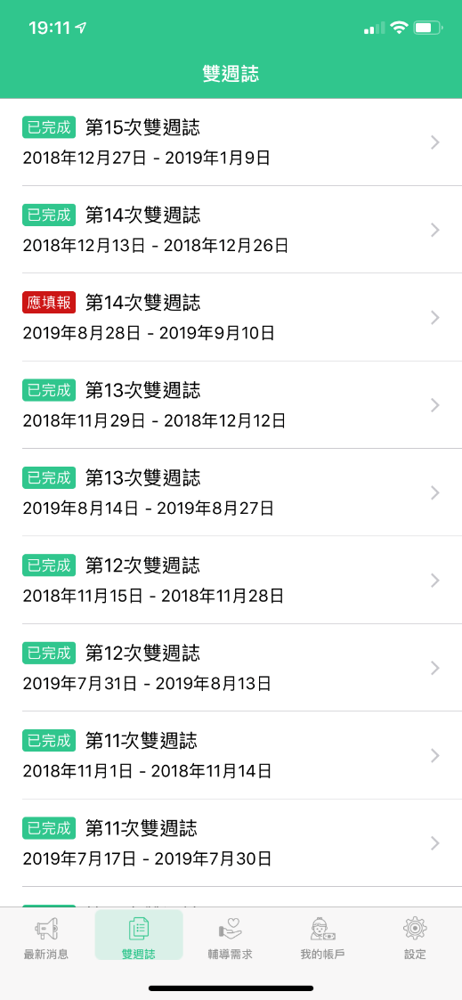 19:11
雙週誌
已完成 第15次雙週誌
2018年12月27日 - 2019年1月9日
已完成 第14次雙週誌
2018年12月13日 - 2018年12月26日
應填報 第14次雙週誌
2019年8月28日 - 2019年9月10日
已完成 第13次雙週誌
2018年11月29日 - 2018年12月12日
已完成 第13次雙週誌
2019年8月14日 - 2019年8月27日
已完成 第12次雙週誌
2018年11月15日 - 2018年11月28日
已完成 第12次雙週誌
2019年7月31日 - 2019年8月13日
已完成 第11次雙週誌
2018年11月1日 - 2018年11月14日
已完成 第11次雙週誌
2019年7月17日 - 2019年7月30日
最新消息 雙週誌 輔導需求 我的帳戶 設定